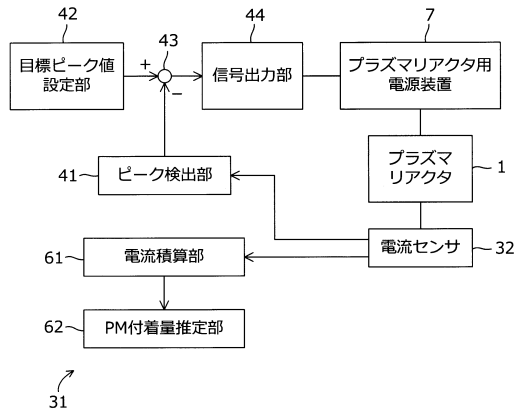 42
43
44
7
目標ピーク値
設定部
+
−
信号出力部
プラズマリアクタ用
電源装置
プラズマ
リアクタ
1
41
ピーク検出部
電流センサ
32
61
電流積算部
62
PM付着量推定部
31